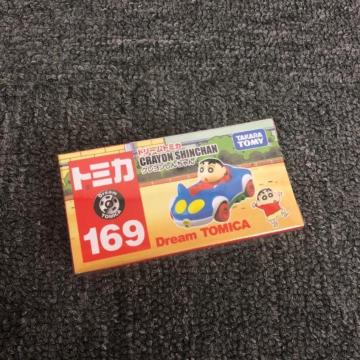 トミカ
Dream
TOMICA
169
ドリームトミカ
CRAYON SHINCHAN
クレヨンしんちゃん
TAKARA
TOMY
Dream TOMICA